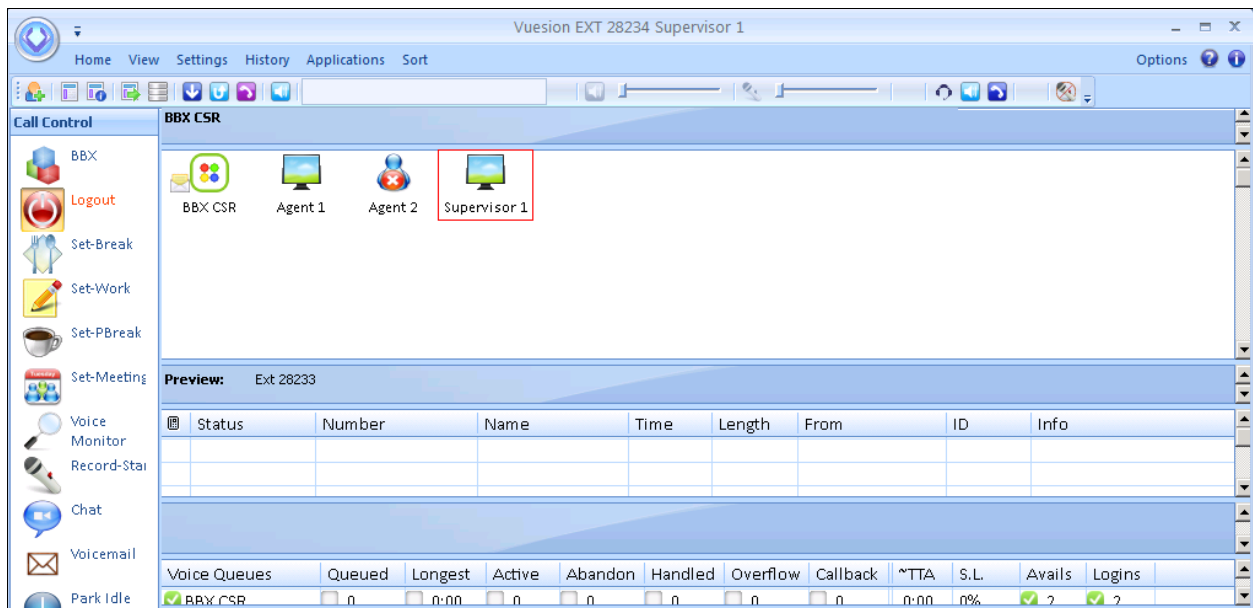 Vuesion EXT 28234 Supervisor 1
Home View Settings History Applications Sort Options
Call Control
BBX CSR
BBX
Logout
Set-Break
Set-Work
Set-PBreak
Set-Meeting
Voice
Monitor
Record-Star
Chat
Voicemail
Park Idle
BBX CSR Agent 1 Agent 2 Supervisor 1
Preview: Ext 28233
Status Number Name Time Length From ID Info
Voice Queues Queued Longest Active Abandon Handled Overflow Callback ~TTA S.L. Avails Logins
BBX CSR 0 0:00 0 0 0 0 0 0:00 0% 2 2